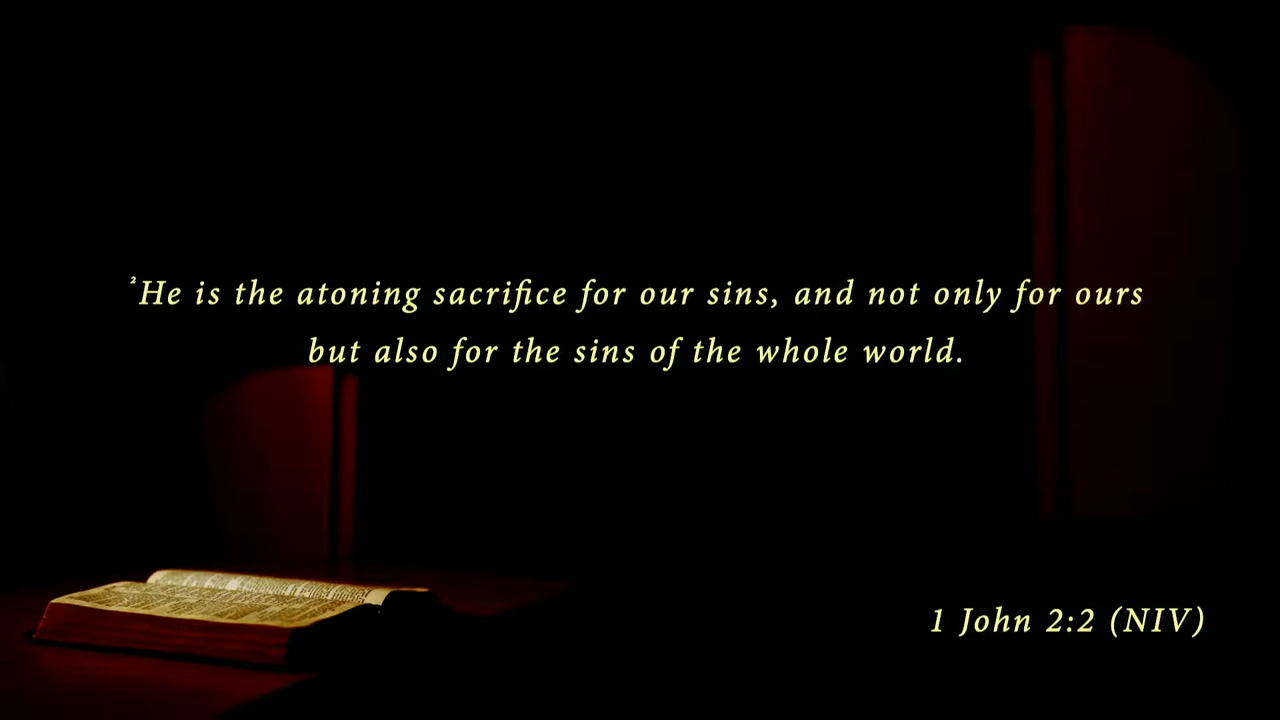 ²He is the atoning sacrifice for our sins, and not only for ours
but also for the sins of the whole world.
1 John 2:2 (NIV)